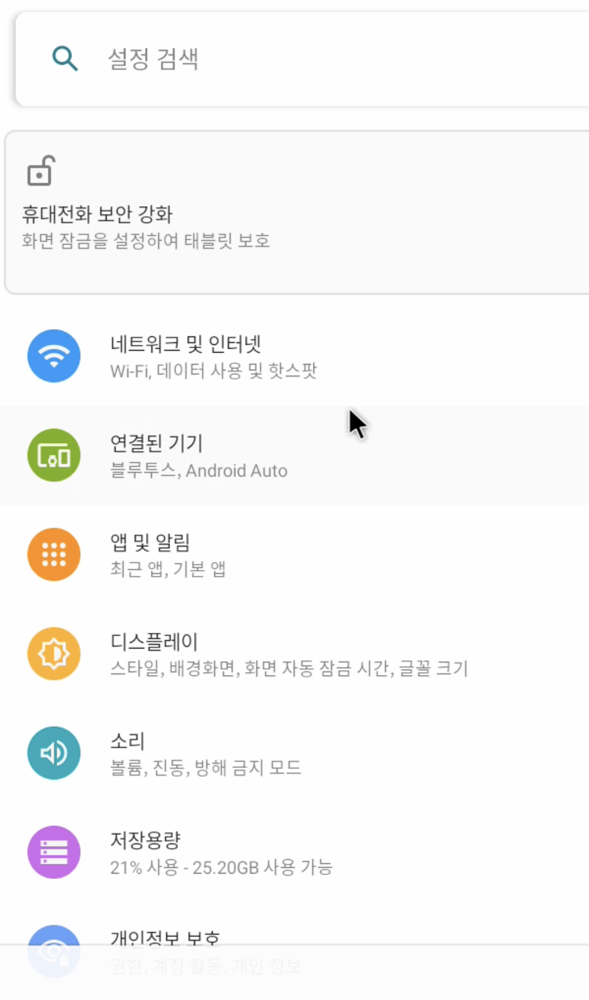 설정 검색
휴대전화 보안 강화
화면 잠금을 설정하여 태블릿 보호
네트워크 및 인터넷
Wi-Fi, 데이터 사용 및 핫스팟
연결된 기기
블루투스, Android Auto
앱 및 알림
최근 앱, 기본 앱
디스플레이
스타일, 배경화면, 화면 자동 잠금 시간, 글꼴 크기
소리
볼륨, 진동, 방해 금지 모드
저장용량
21% 사용 - 25.20GB 사용 가능
개인정보 보호
권한, 계정 활동, 개인 정보